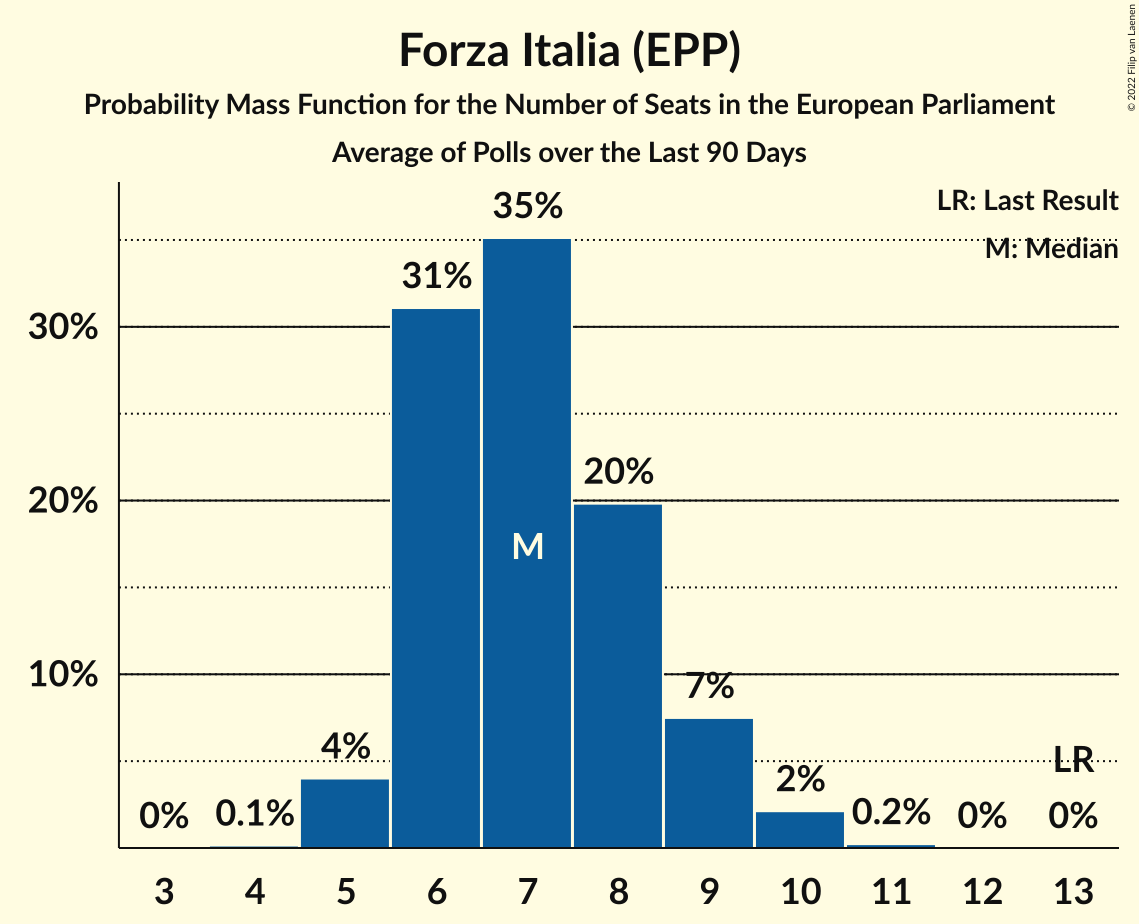 Forza Italia (EPP)
Probability Mass Function for the Number of Seats in the European Parliament
Average of Polls over the Last 90 Days
© 2022 Filip van Laenen
LR: Last Result
M: Median
35%
31%
30%
20%
20%
M
10%
7%
4%
LR
2%
0%
0.1%
0.2%
0%
0%
3 4 5 6 7 8 9 10 11 12 13